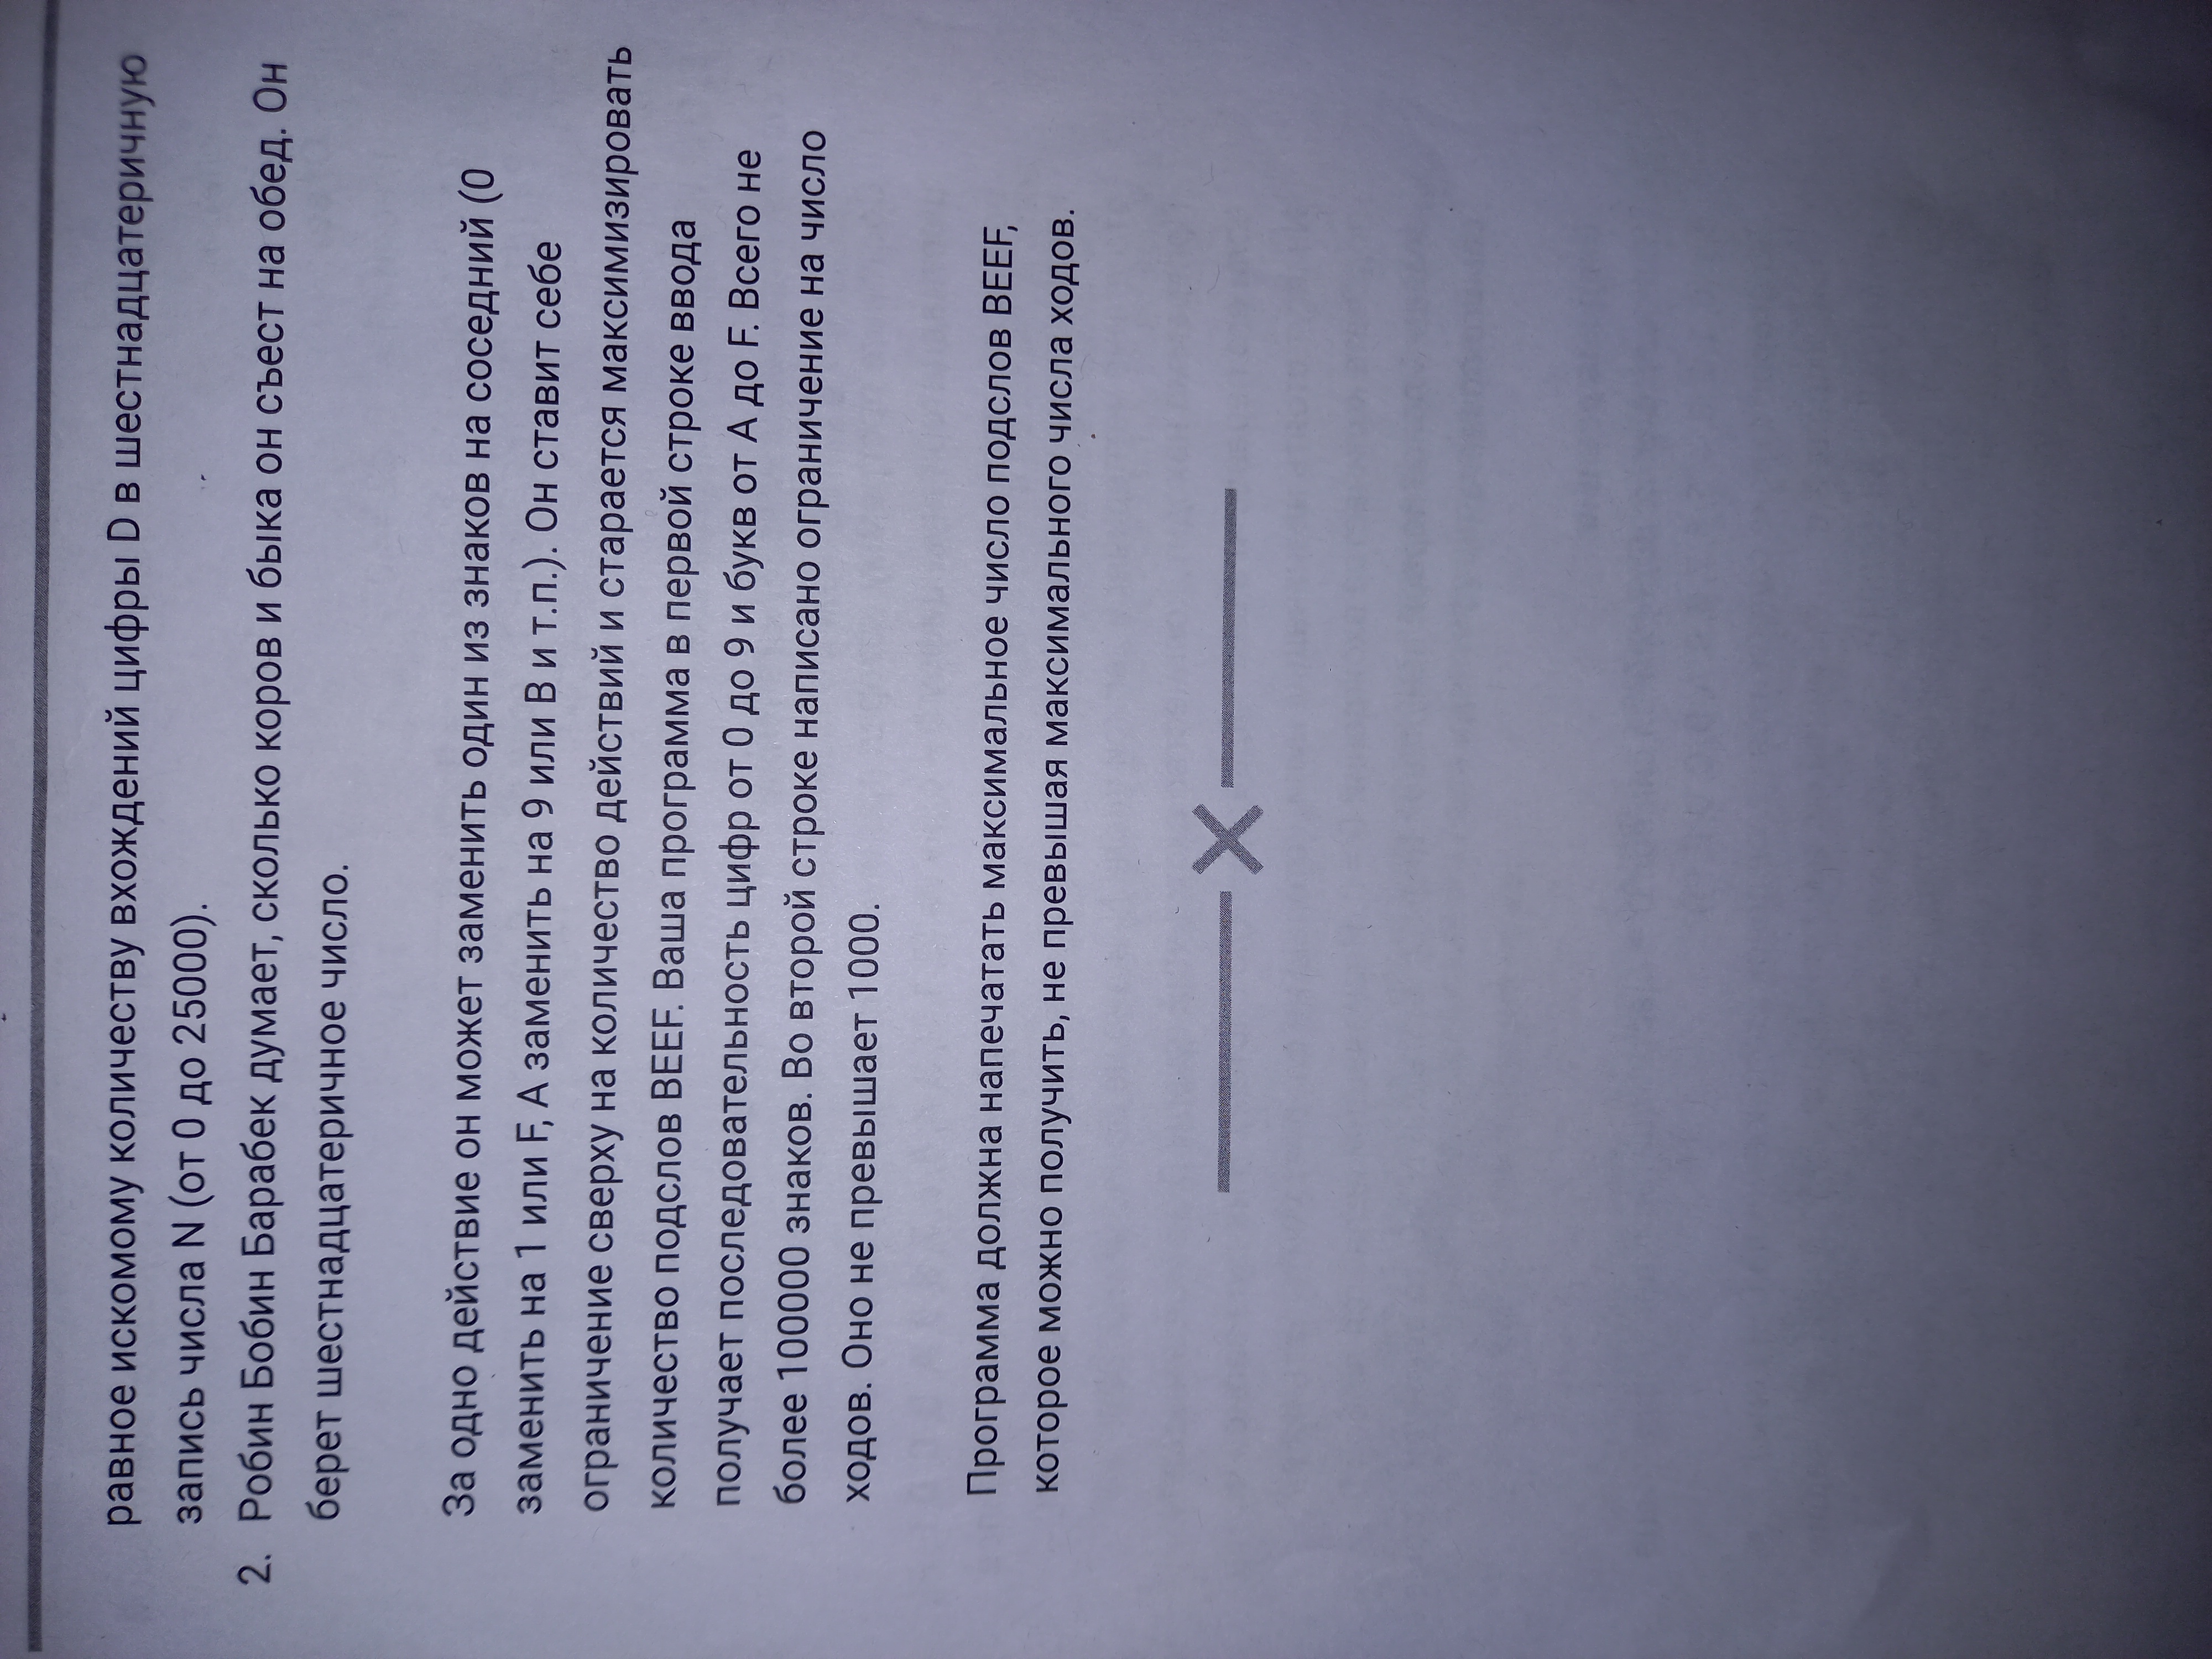 равное искомому количеству вхождений цифры D в шестнадцатеричную
запись числа N (от 0 до 25000).
2. Робин Бобин Барабек думает, сколько коров и быка он съест на обед. Он
берет шестнадцатеричное число.
За одно действие он может заменить один из знаков на соседний (0
заменить на 1 или F, A заменить на 9 или B и т.п.). Он ставит себе
ограничение сверху на количество действий и старается максимизировать
количество подслов BEEF. Ваша программа в первой строке ввода
получает последовательность цифр от 0 до 9 и букв от A до F. Всего не
более 100000 знаков. Во второй строке написано ограничение на число
ходов. Оно не превышает 1000.
Программа должна напечатать максимальное число подслов BEEF,
которое можно получить, не превышая максимального числа ходов.